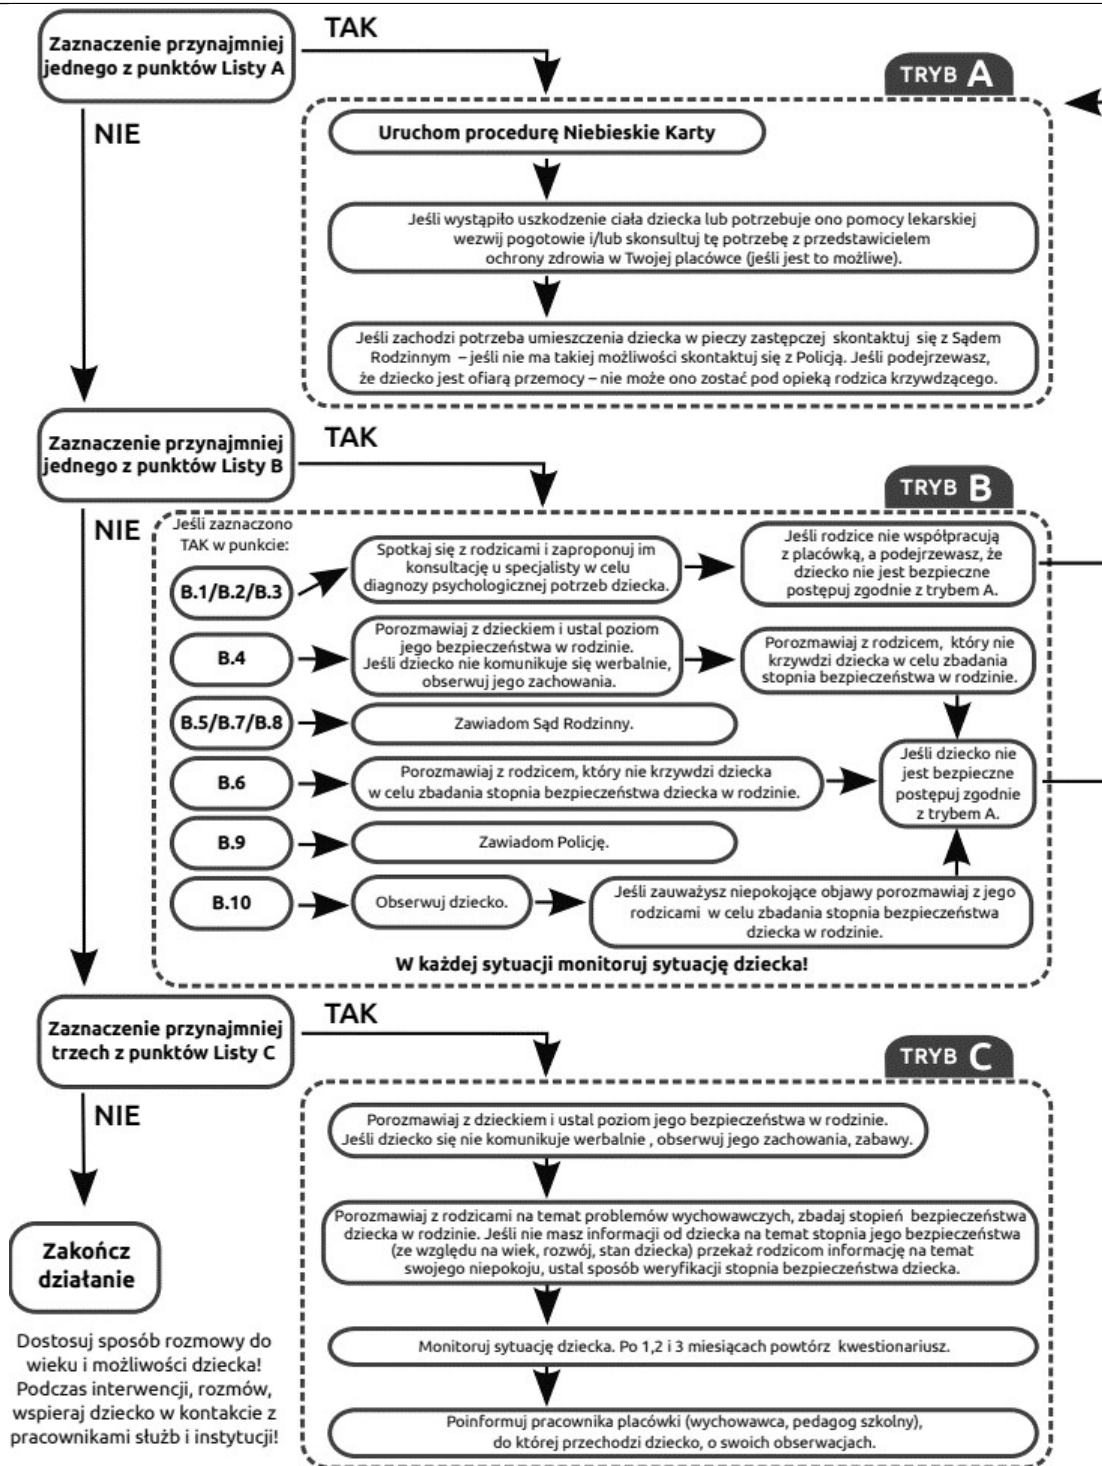 Zaznaczenie przynajmniej
jednego z punktów Listy A
TAK
NIE
TRYB A
Uruchom procedurę Niebieskie Karty
Jeśli wystąpiło uszkodzenie ciała dziecka lub potrzebuje ono pomocy lekarskiej
wezwij pogotowie i/lub skonsultuj tę potrzebę z przedstawicielem
ochrony zdrowia w Twojej placówce (jeśli jest to możliwe).
Jeśli zachodzi potrzeba umieszczenia dziecka w pieczy zastępczej skontaktuj się z Sądem
Rodzinnym – jeśli nie ma takiej możliwości skontaktuj się z Policją. Jeśli podejrzewasz,
że dziecko jest ofiarą przemocy – nie może ono zostać pod opieką rodzica krzywdzącego.
Zaznaczenie przynajmniej
jednego z punktów Listy B
TAK
NIE
TRYB B
Jeśli zaznaczono
TAK w punkcie:
B.1/B.2/B.3
Spotkaj się z rodzicami i zaproponuj im
konsultację u specjalisty w celu
diagnozy psychologicznej potrzeb dziecka.
Jeśli rodzice nie współpracują
z placówką, a podejrzewasz, że
dziecko nie jest bezpieczne
postępuj zgodnie z trybem A.
B.4
Porozmawiaj z dzieckiem i ustal poziom
jego bezpieczeństwa w rodzinie.
Jeśli dziecko nie komunikuje się werbalnie,
obserwuj jego zachowania.
Porozmawiaj z rodzicem, który nie
krzywdzi dziecka w celu zbadania
stopnia bezpieczeństwa w rodzinie.
B.5/B.7/B.8
Zawiadom Sąd Rodzinny.
B.6
Porozmawiaj z rodzicem, który nie krzywdzi dziecka
w celu zbadania stopnia bezpieczeństwa dziecka w rodzinie.
Jeśli dziecko nie
jest bezpieczne
postępuj zgodnie
z trybem A.
B.9
Zawiadom Policję.
B.10
Obserwuj dziecko.
Jeśli zauważysz niepokojące objawy porozmawiaj z jego
rodzicami w celu zbadania stopnia bezpieczeństwa
dziecka w rodzinie.
W każdej sytuacji monitoruj sytuację dziecka!
Zaznaczenie przynajmniej
trzech z punktów Listy C
TAK
NIE
TRYB C
Porozmawiaj z dzieckiem i ustal poziom jego bezpieczeństwa w rodzinie.
Jeśli dziecko się nie komunikuje werbalnie , obserwuj jego zachowania, zabawy.
Porozmawiaj z rodzicami na temat problemów wychowawczych, zbadaj stopień bezpieczeństwa
dziecka w rodzinie. Jeśli nie masz informacji od dziecka na temat stopnia jego bezpieczeństwa
(ze względu na wiek, rozwój, stan dziecka) przekaż rodzicom informację na temat
swojego niepokoju, ustal sposób weryfikacji stopnia bezpieczeństwa dziecka.
Monitoruj sytuację dziecka. Po 1,2 i 3 miesiącach powtórz kwestionariusz.
Poinformuj pracownika placówki (wychowawca, pedagog szkolny),
do której przechodzi dziecko, o swoich obserwacjach.
Zakończ
działanie
Dostosuj sposób rozmowy do
wieku i możliwości dziecka!
Podczas interwencji, rozmów,
wspieraj dziecko w kontakcie z
pracownikami służb i instytucji!